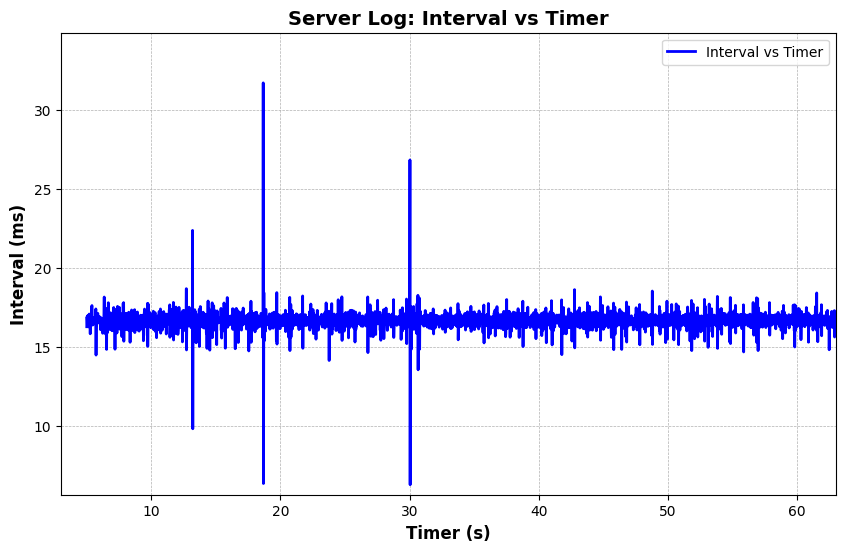 Server Log: Interval vs Timer
Interval vs Timer
30
25
20
15
10
Interval (ms)
10 20 30 40 50 60
Timer (s)